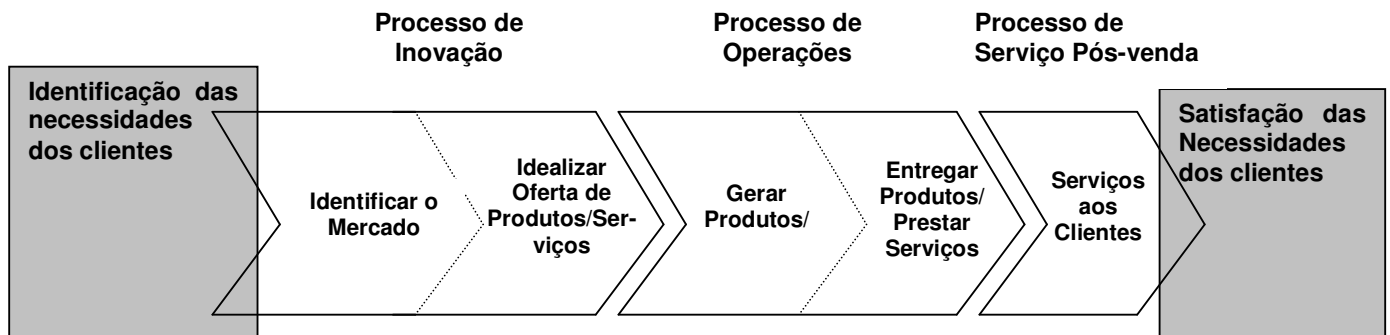 Processo de
Inovação
Processo de
Operações
Processo de
Serviço Pós-venda
Identificação das
necessidades
dos clientes
Identificar o
Mercado
Idealizar
Oferta de
Produtos/Ser-
viços
Gerar
Produtos/
Entregar
Produtos/
Prestar
Serviços
Serviços
aos
Clientes
Satisfação das
Necessidades
dos clientes